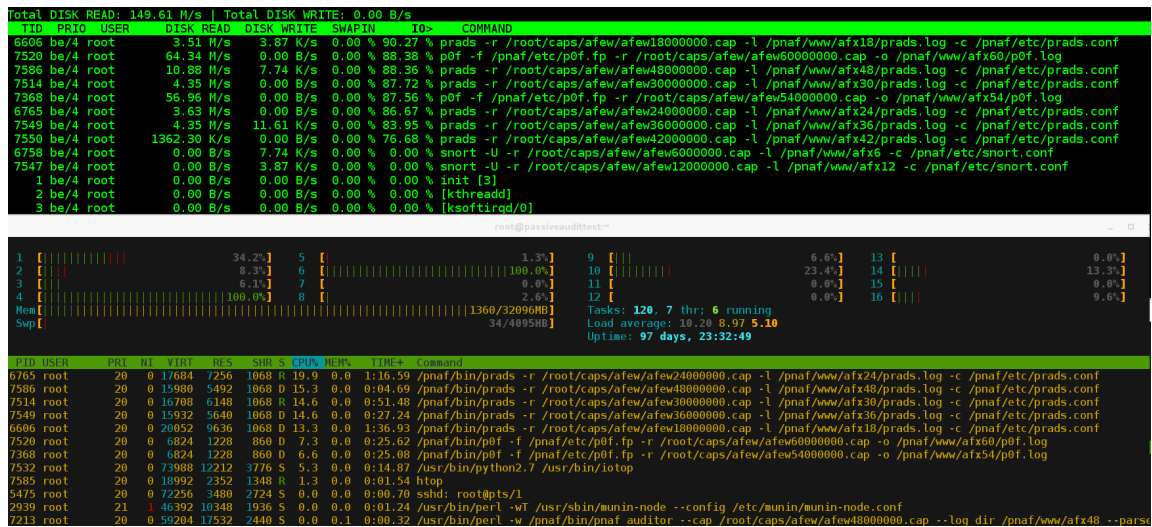 Total DISK READ: 149.61 M/s | Total DISK WRITE: 0.00 B/s
TID PRIO USER DISK READ DISK WRITE SWAPIN IO> COMMAND
6606 be/4 root 3.51 M/s 3.87 K/s 0.00 % 90.27 % prads -r /root/caps/afew/afew18000000.cap -l /pnaf/www/afx18/prads.log -c /pnaf/etc/prads.conf
7520 be/4 root 64.34 M/s 0.00 B/s 0.00 % 88.38 % p0f -f /pnaf/etc/p0f.fp -r /root/caps/afew/afew60000000.cap -o /pnaf/www/afx60/p0f.log
7586 be/4 root 10.88 M/s 7.74 K/s 0.00 % 88.36 % prads -r /root/caps/afew/afew48000000.cap -l /pnaf/www/afx48/prads.log -c /pnaf/etc/prads.conf
7514 be/4 root 4.35 M/s 0.00 B/s 0.00 % 87.72 % prads -r /root/caps/afew/afew30000000.cap -l /pnaf/www/afx30/prads.log -c /pnaf/etc/prads.conf
7368 be/4 root 56.96 M/s 0.00 B/s 0.00 % 87.56 % p0f -f /pnaf/etc/p0f.fp -r /root/caps/afew/afew54000000.cap -o /pnaf/www/afx54/p0f.log
6765 be/4 root 3.63 M/s 0.00 B/s 0.00 % 86.67 % prads -r /root/caps/afew/afew24000000.cap -l /pnaf/www/afx24/prads.log -c /pnaf/etc/prads.conf
7549 be/4 root 4.35 M/s 11.61 K/s 0.00 % 83.95 % prads -r /root/caps/afew/afew36000000.cap -l /pnaf/www/afx36/prads.log -c /pnaf/etc/prads.conf
7550 be/4 root 1362.30 K/s 0.00 B/s 0.00 % 76.68 % prads -r /root/caps/afew/afew42000000.cap -l /pnaf/www/afx42/prads.log -c /pnaf/etc/prads.conf
6758 be/4 root 0.00 B/s 7.74 K/s 0.00 % 0.00 % snort -U -r /root/caps/afew/afew6000000.cap -l /pnaf/www/afx6 -c /pnaf/etc/snort.conf
7547 be/4 root 0.00 B/s 3.87 K/s 0.00 % 0.00 % snort -U -r /root/caps/afew/afew12000000.cap -l /pnaf/www/afx12 -c /pnaf/etc/snort.conf
1 be/4 root 0.00 B/s 0.00 B/s 0.00 % 0.00 % init [3]
2 be/4 root 0.00 B/s 0.00 B/s 0.00 % 0.00 % [kthreadd]
3 be/4 root 0.00 B/s 0.00 B/s 0.00 % 0.00 % [ksoftirqd/0]
root@passiveaudittest:~
1 [ 34.2%] 5 [ 1.3%] 9 [ 6.6%] 13 [ 0.0%]
2 [ 8.3%] 6 [ 100.0%] 10 [ 23.4%] 14 [ 13.3%]
3 [ 6.1%] 7 [ 0.0%] 11 [ 0.0%] 15 [ 0.0%]
4 [ 100.0%] 8 [ 2.6%] 12 [ 0.0%] 16 [ 9.6%]
Mem[ 1360/32096MB] Tasks: 120, 7 thr; 6 running
Swp[ 34/4095MB] Load average: 10.20 8.97 5.10
Uptime: 97 days, 23:32:49
PID USER PRI NI VIRT RES SHR S CPU% MEM% TIME+ Command
6765 root 20 0 17684 7256 1068 R 19.9 0.0 1:16.59 /pnaf/bin/prads -r /root/caps/afew/afew24000000.cap -l /pnaf/www/afx24/prads.log -c /pnaf/etc/prads.conf
7586 root 20 0 15980 5492 1068 D 15.3 0.0 0:04.69 /pnaf/bin/prads -r /root/caps/afew/afew48000000.cap -l /pnaf/www/afx48/prads.log -c /pnaf/etc/prads.conf
7514 root 20 0 16708 6148 1068 R 14.6 0.0 0:51.48 /pnaf/bin/prads -r /root/caps/afew/afew30000000.cap -l /pnaf/www/afx30/prads.log -c /pnaf/etc/prads.conf
7549 root 20 0 15932 5640 1068 D 14.6 0.0 0:27.24 /pnaf/bin/prads -r /root/caps/afew/afew36000000.cap -l /pnaf/www/afx36/prads.log -c /pnaf/etc/prads.conf
6606 root 20 0 20052 9636 1068 D 13.3 0.0 1:36.93 /pnaf/bin/prads -r /root/caps/afew/afew18000000.cap -l /pnaf/www/afx18/prads.log -c /pnaf/etc/prads.conf
7520 root 20 0 6824 1228 860 D 7.3 0.0 0:25.62 /pnaf/bin/p0f -f /pnaf/etc/p0f.fp -r /root/caps/afew/afew60000000.cap -o /pnaf/www/afx60/p0f.log
7368 root 20 0 6824 1228 860 D 6.6 0.0 0:25.08 /pnaf/bin/p0f -f /pnaf/etc/p0f.fp -r /root/caps/afew/afew54000000.cap -o /pnaf/www/afx54/p0f.log
7532 root 20 0 73988 12212 3776 S 5.3 0.0 0:14.87 /usr/bin/python2.7 /usr/bin/iotop
7585 root 20 0 18992 2352 1348 R 1.3 0.0 0:01.54 htop
5475 root 20 0 72256 3480 2724 S 0.0 0.0 0:00.70 sshd: root@pts/1
2939 root 21 1 46392 10348 1936 S 0.0 0.0 0:01.24 /usr/bin/perl -wT /usr/sbin/munin-node --config /etc/munin/munin-node.conf
7213 root 20 0 59204 17532 2440 S 0.0 0.1 0:00.32 /usr/bin/perl -w /pnaf/bin/pnaf_auditor --cap /root/caps/afew/afew48000000.cap --log_dir /pnaf/www/afx48 --parse